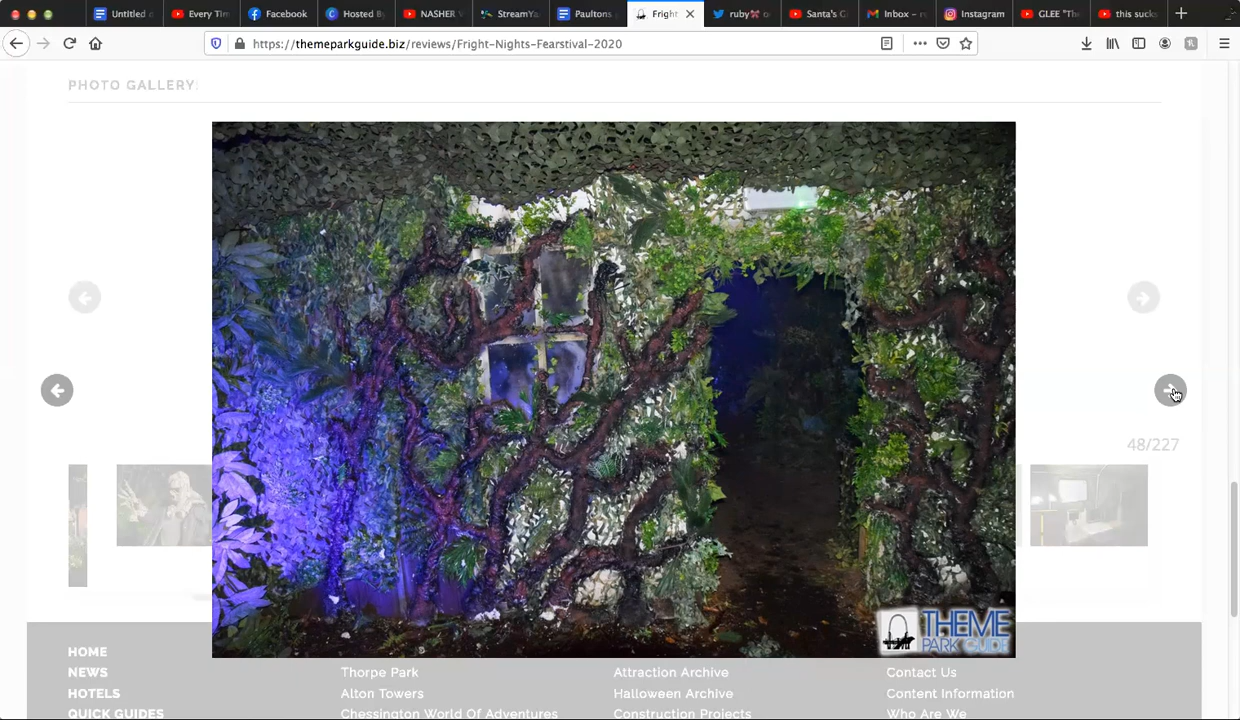 Untitled
Every Tim
Facebook
Hosted B
NASHER
StreamYa
Paultons
Fright
ruby
Santa's G
Inbox
Instagram
GLEE "The
this sucks
https://themeparkguide.biz/reviews/Fright-Nights-Fearstival-2020
PHOTO GALLERY:
48/227
THEME
PARK GUIDE
HOME
NEWS
HOTELS
QUICK GUIDES
Thorpe Park
Alton Towers
Chessington World Of Adventures
Attraction Archive
Halloween Archive
Construction Projects
Contact Us
Content Information
Who Are We